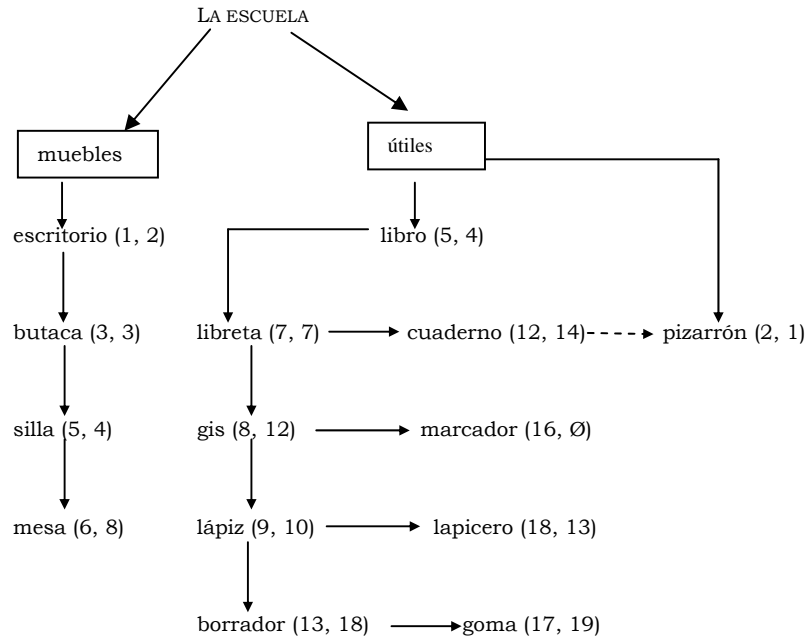 LA ESCUELA
muebles
útiles
escritorio (1, 2)
libro (5, 4)
butaca (3, 3)
libreta (7, 7)
cuaderno (12, 14)
pizarrón (2, 1)
silla (5, 4)
gis (8, 12)
marcador (16, Ø)
mesa (6, 8)
lápiz (9, 10)
lapicero (18, 13)
borrador (13, 18)
goma (17, 19)